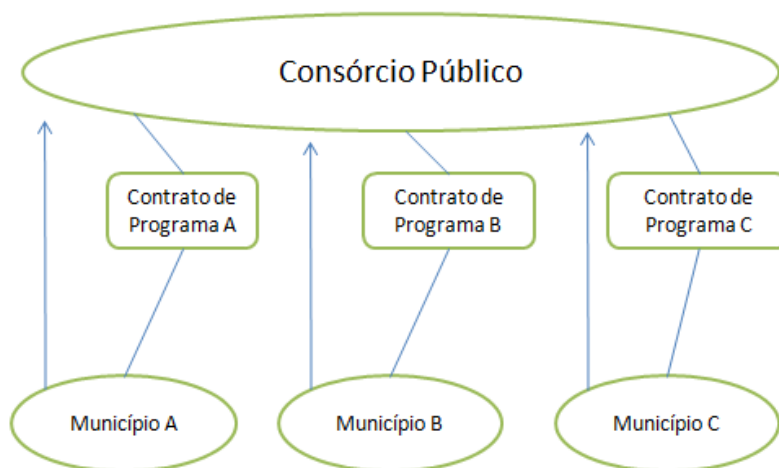 Consórcio Público
Contrato de
Programa A
Contrato de
Programa B
Contrato de
Programa C
Município A
Município B
Município C